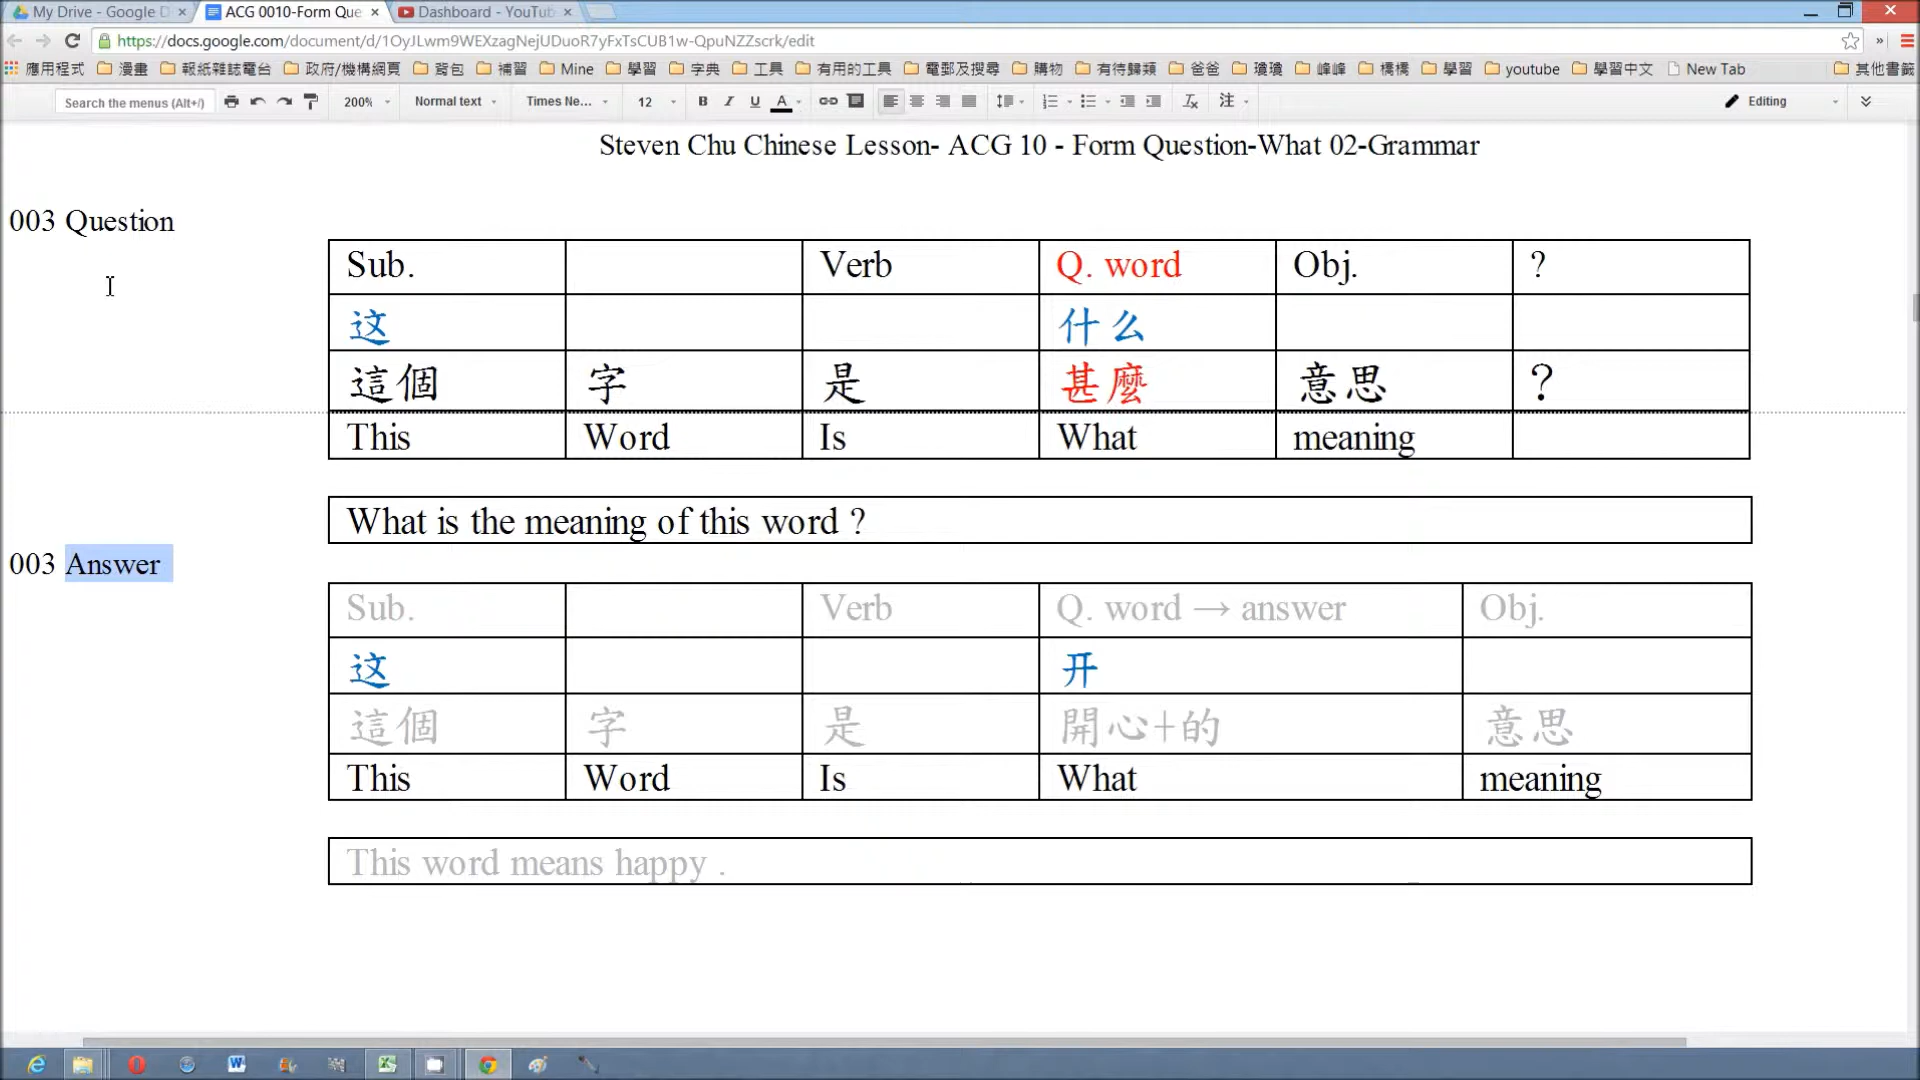 My Drive - Google D
ACG 0010-Form Que
Dashboard - YouTub
https://docs.google.com/document/d/1OyJLwm9WEXzagNejUDuoR7yFxTsCUB1w-QpuNZZscrk/edit
應用程式 漫畫 報紙雜誌電台 政府/機構網頁 背包 補習 Mine 學習 字典 工具 有用的工具 電郵及搜尋 購物 有待歸類 爸爸 瓊瓊 峰峰 橋橋 學習 youtube 學習中文 New Tab 其他書籤
Search the menus (Alt+/) 200% Normal text Times Ne... 12 B I U A 注 Editing
Steven Chu Chinese Lesson- ACG 10 - Form Question-What 02-Grammar
003 Question
Sub. Verb Q. word Obj. ?
这 什么
這個 字 是 甚麼 意思 ?
This Word Is What meaning
What is the meaning of this word ?
003 Answer
Sub. Verb Q. word → answer Obj.
这 开
這個 字 是 開心+的 意思
This Word Is What meaning
This word means happy .